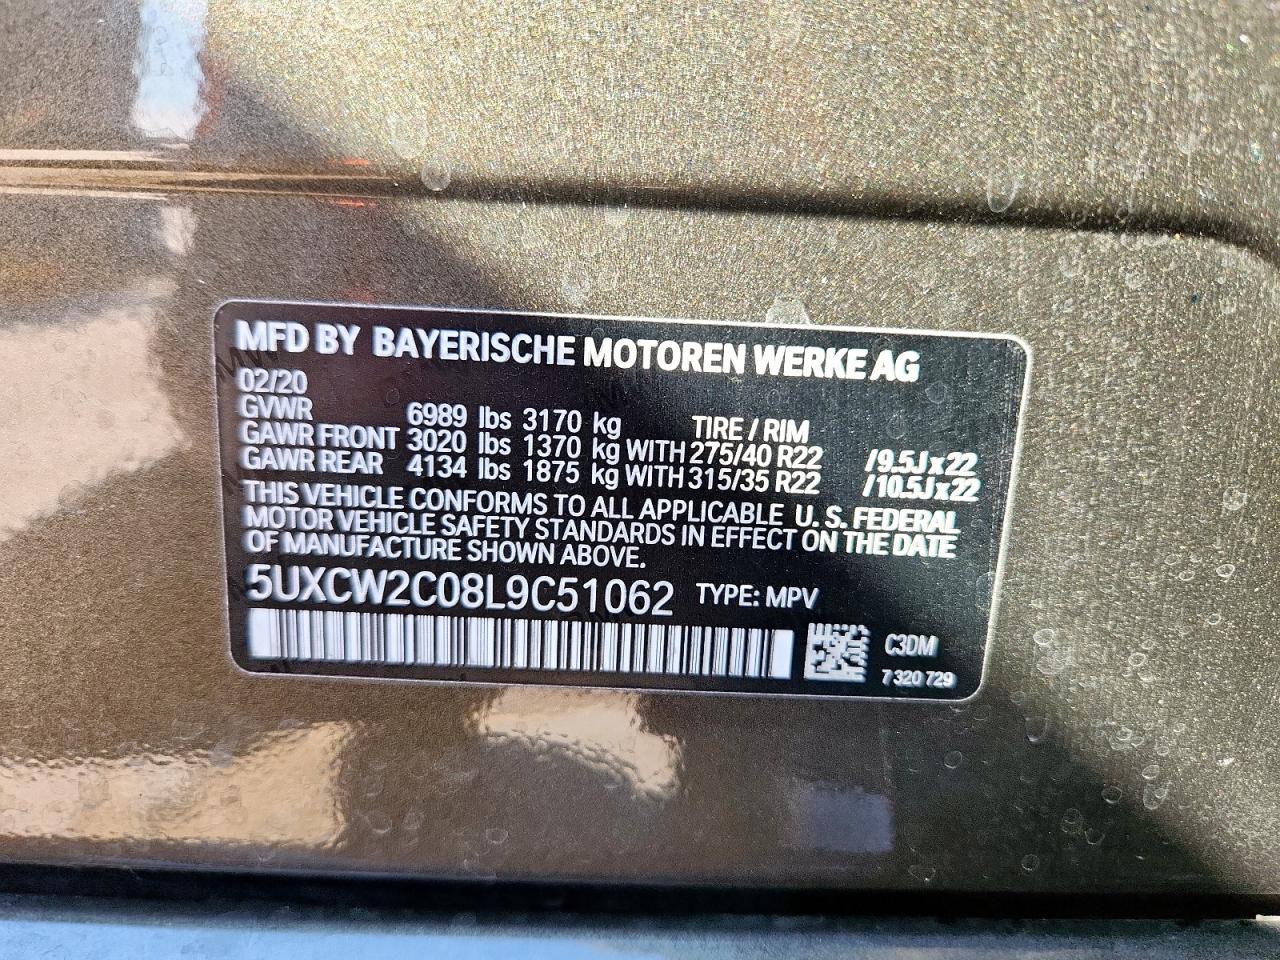 MFD BY BAYERISCHE MOTOREN WERKE AG
02/20
GVWR 6989 lbs 3170 kg TIRE / RIM
GAWR FRONT 3020 lbs 1370 kg WITH 275/40 R22 /9.5J x 22
GAWR REAR 4134 lbs 1875 kg WITH 315/35 R22 /10.5J x 22
THIS VEHICLE CONFORMS TO ALL APPLICABLE U. S. FEDERAL
MOTOR VEHICLE SAFETY STANDARDS IN EFFECT ON THE DATE
OF MANUFACTURE SHOWN ABOVE.
5UXCW2C08L9C51062 TYPE: MPV
C3DM
7 320 729